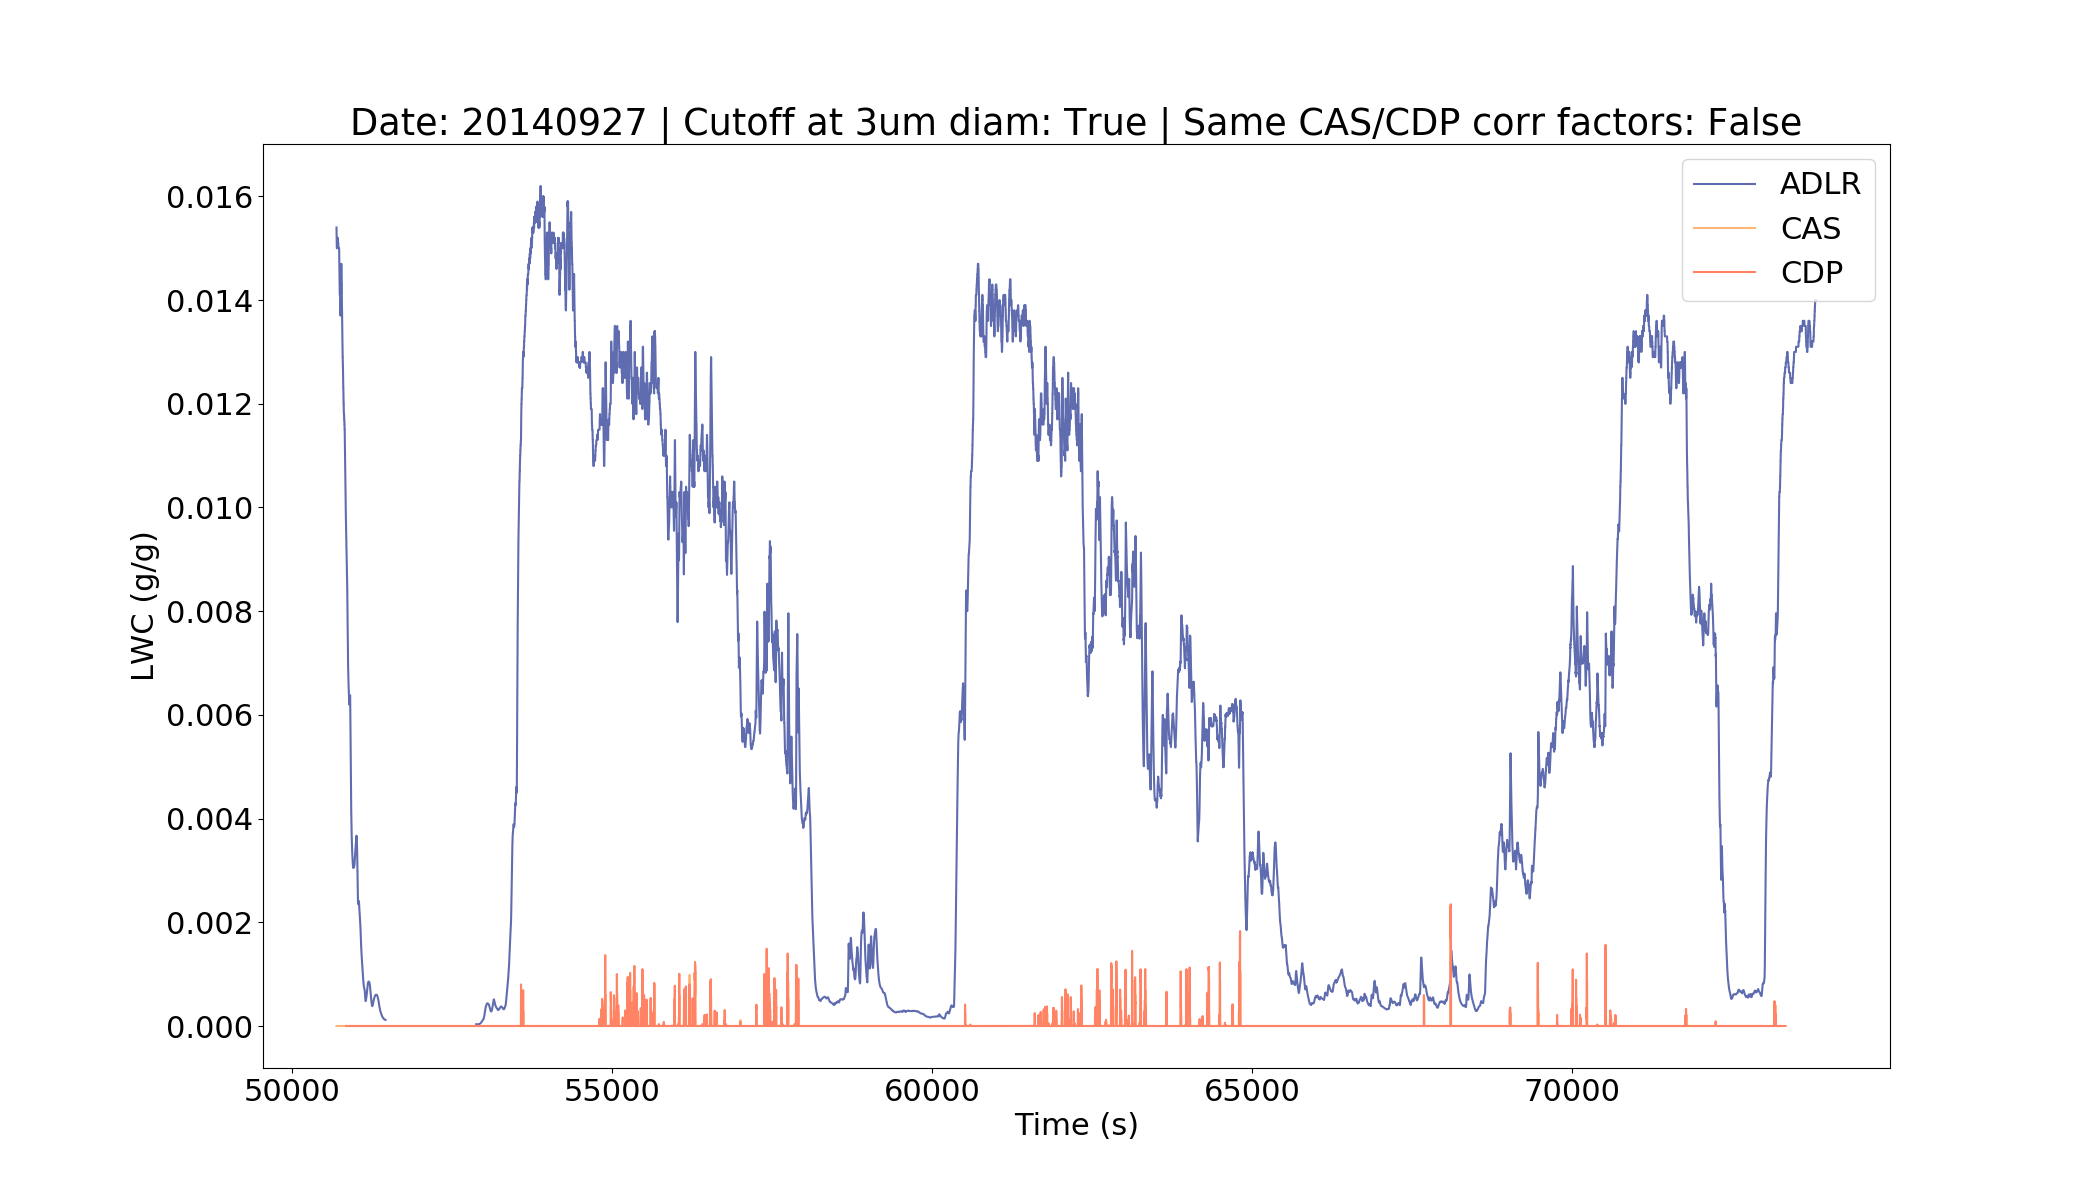 Date: 20140927 | Cutoff at 3um diam: True | Same CAS/CDP corr factors: False
ADLR
CAS
CDP
0.016
0.014
0.012
0.010
0.008
0.006
0.004
0.002
0.000
LWC (g/g)
50000 55000 60000 65000 70000
Time (s)